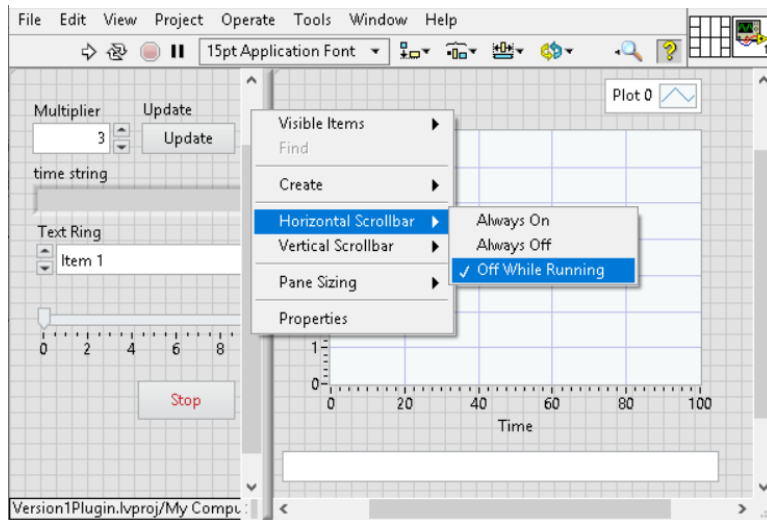 File Edit View Project Operate Tools Window Help
15pt Application Font
Plot 0
Multiplier Update
3 Update
time string
Text Ring
Item 1
0 2 4 6 8
Stop
Visible Items
Find
Create
Horizontal Scrollbar
Vertical Scrollbar
Pane Sizing
Properties
Always On
Always Off
Off While Running
1
0
0 20 40 60 80 100
Time
Version1Plugin.lvproj/My Compu